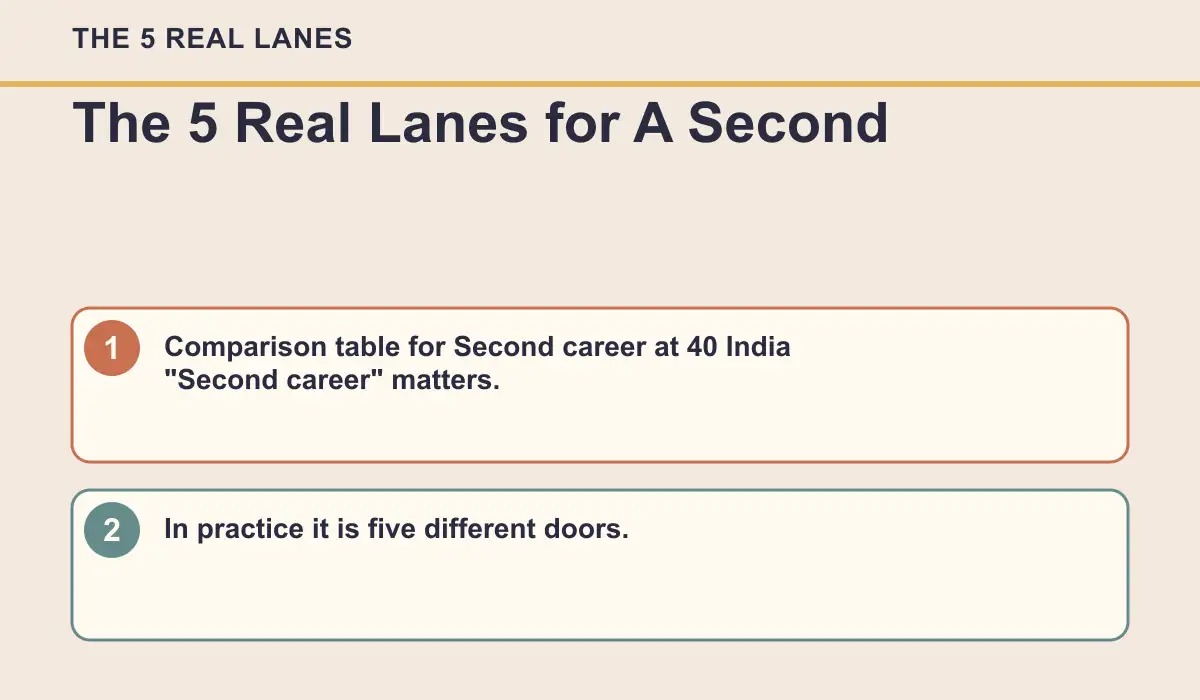 THE 5 REAL LANES
The 5 Real Lanes for A Second
1
Comparison table for Second career at 40 India
"Second career" matters.
2
In practice it is five different doors.